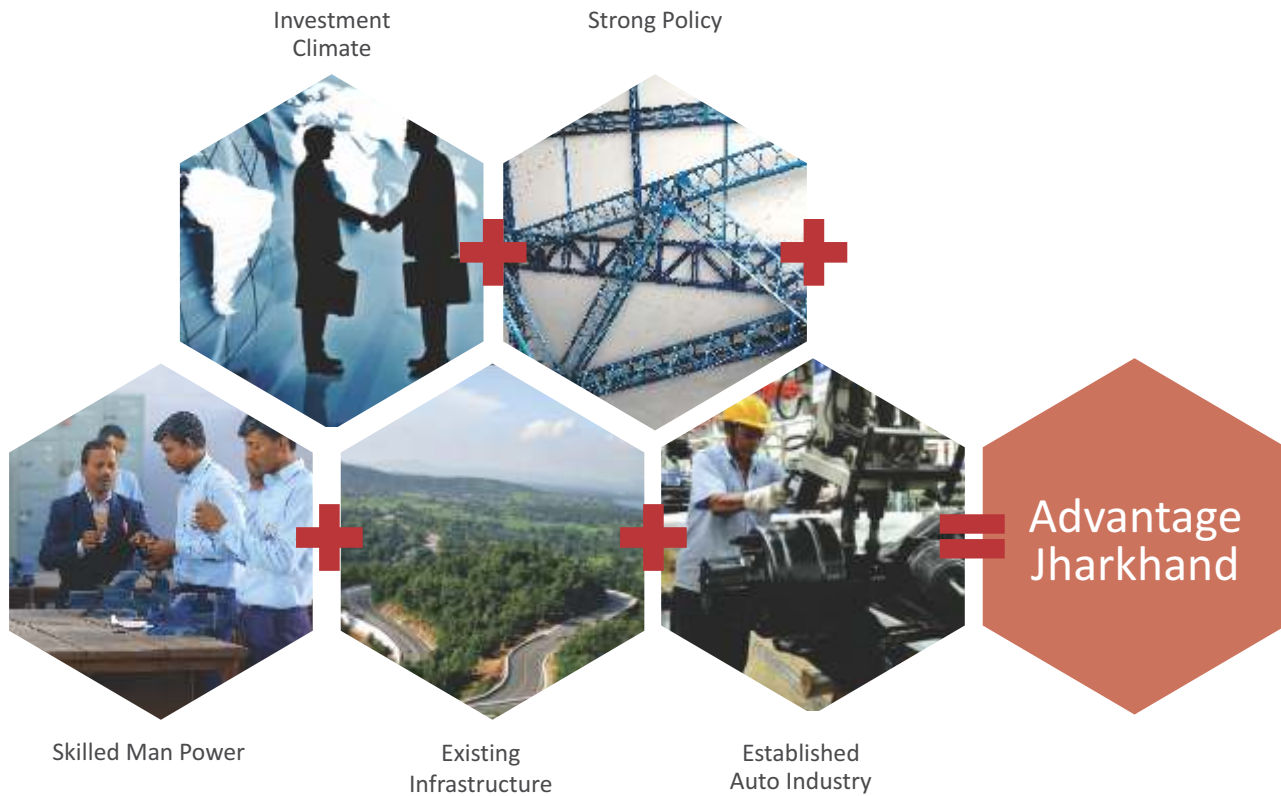 Investment
Climate
Strong Policy
Advantage
Jharkhand
Skilled Man Power
Existing
Infrastructure
Established
Auto Industry